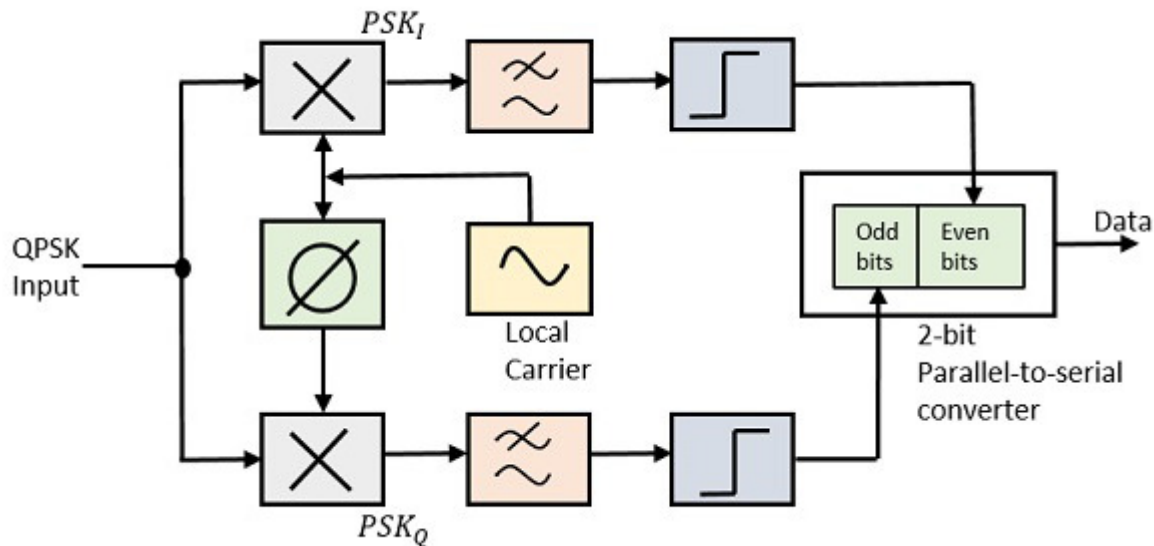 PSK_I
QPSK
Input
Local
Carrier
Odd
bits
Even
bits
Data
2-bit
Parallel-to-serial
converter
PSK_Q